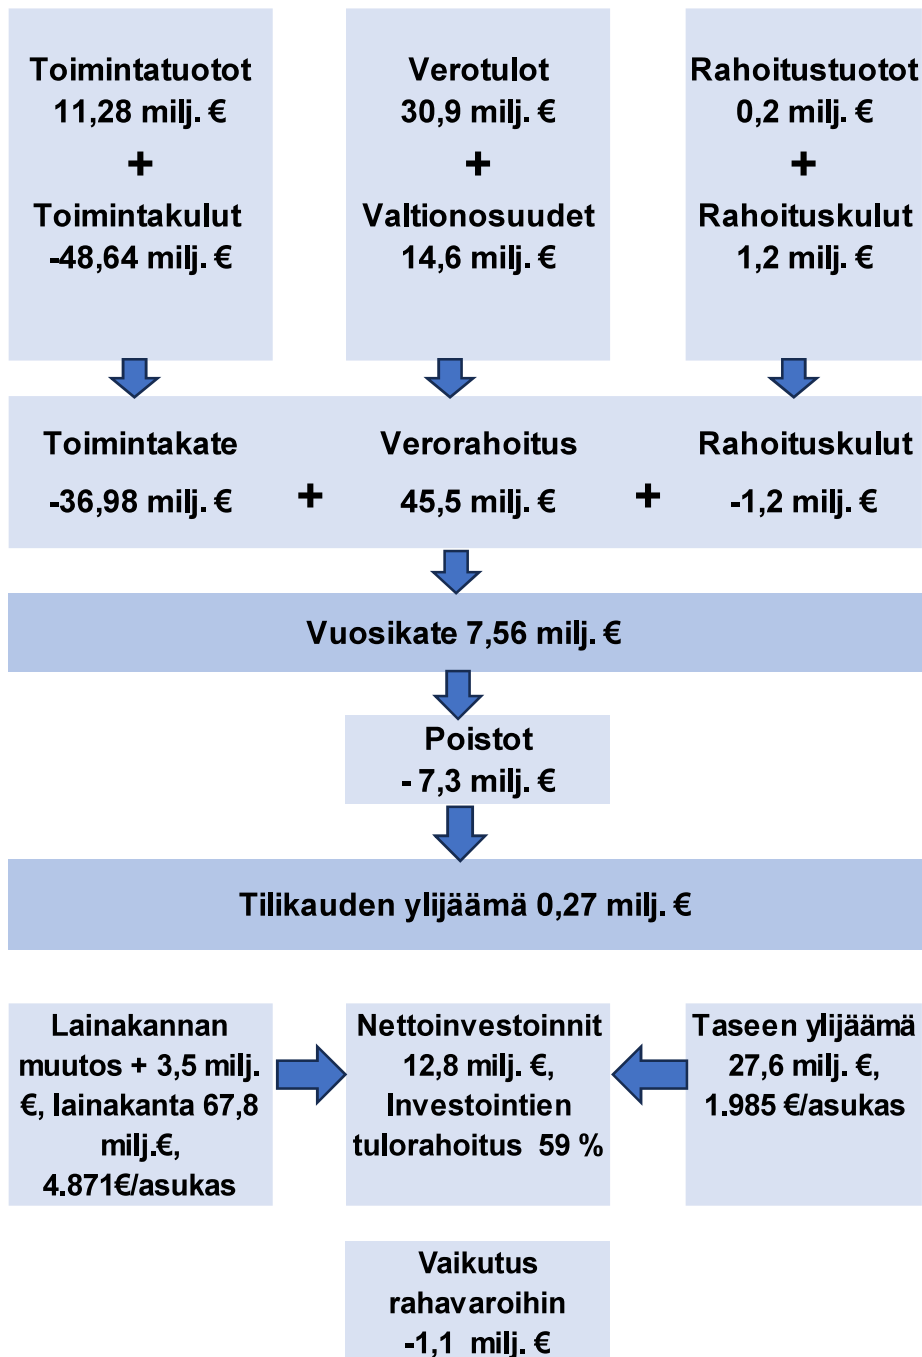 Toimintatuotot
11,28 milj. €
+
Toimintakulut
-48,64 milj. €
Verotulot
30,9 milj. €
+
Valtionosuudet
14,6 milj. €
Rahoitustuotot
0,2 milj. €
+
Rahoituskulut
1,2 milj. €
Toimintakate
-36,98 milj. €
+
Verorahoitus
45,5 milj. €
+
Rahoituskulut
-1,2 milj. €
Vuosikate 7,56 milj. €
Poistot
- 7,3 milj. €
Tilikauden ylijäämä 0,27 milj. €
Lainakannan
muutos + 3,5 milj.
€, lainakanta 67,8
milj.€,
4.871€/asukas
Nettoinvestoinnit
12,8 milj. €,
Investointien
tulorahoitus 59 %
Taseen ylijäämä
27,6 milj. €,
1.985 €/asukas
Vaikutus
rahavaroihin
-1,1 milj. €